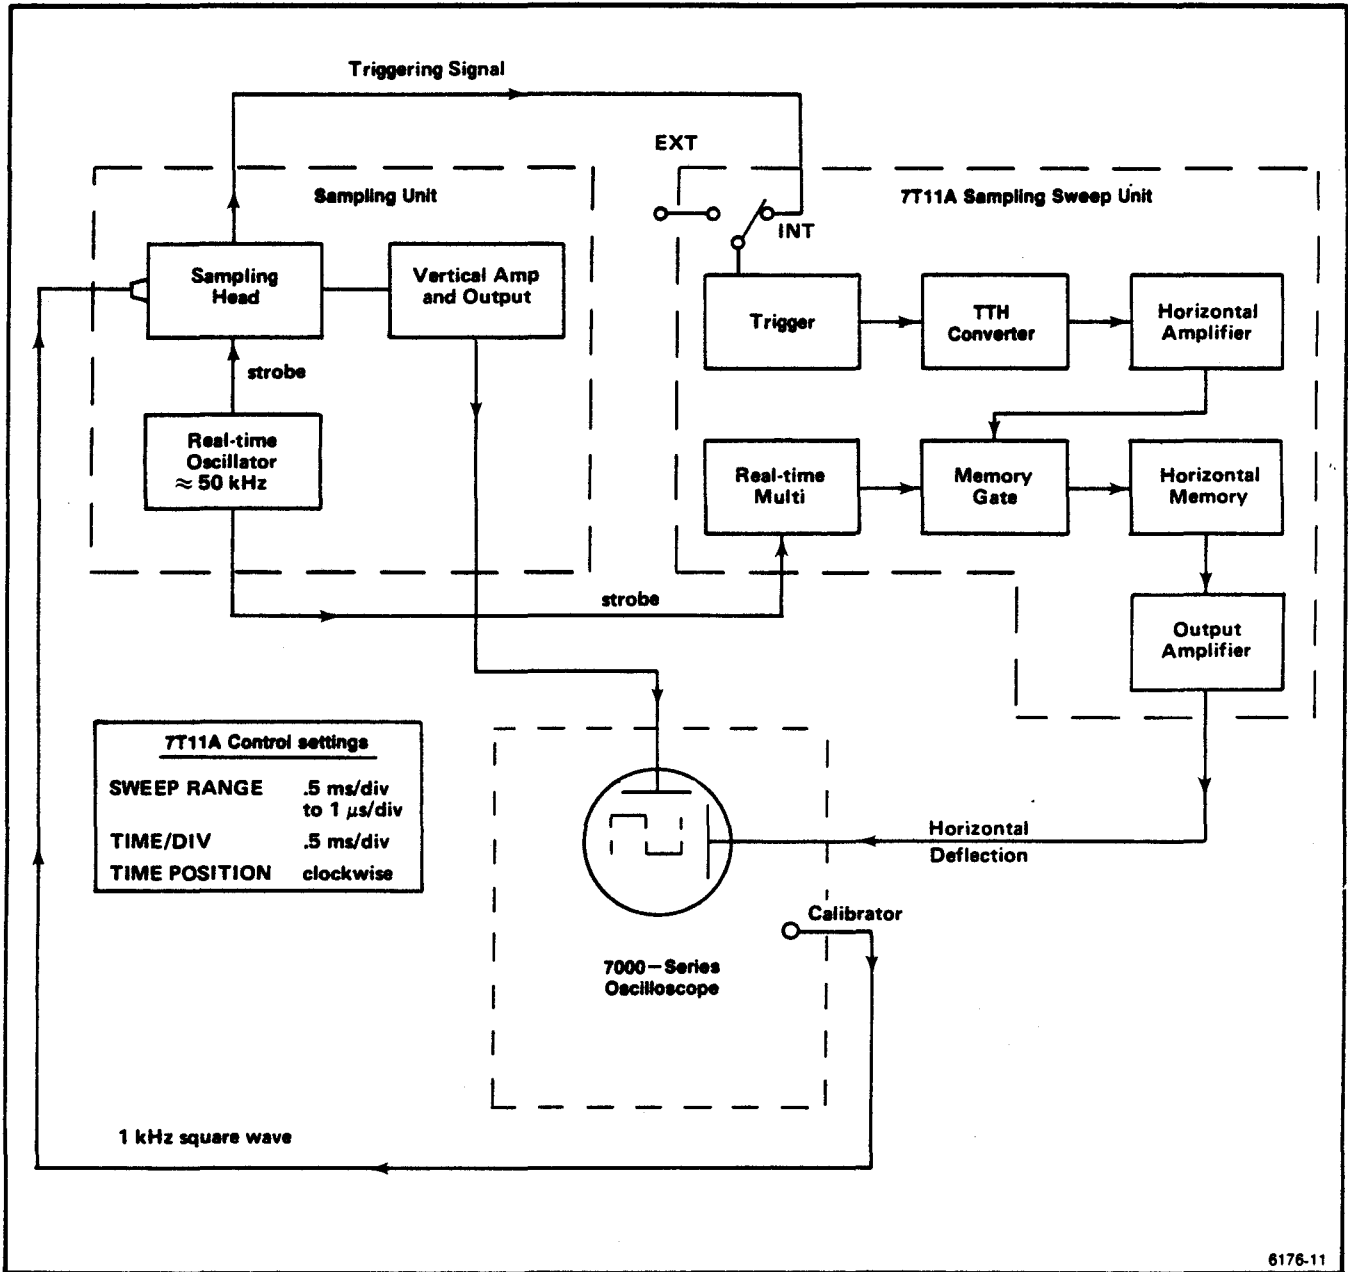 Triggering Signal
EXT
Sampling Unit
7T11A Sampling Sweep Unit
INT
Sampling
Head
Vertical Amp
and Output
Trigger
TTH
Converter
Horizontal
Amplifier
strobe
Real-time
Oscillator
≈ 50 kHz
Real-time
Multi
Memory
Gate
Horizontal
Memory
strobe
Output
Amplifier
7T11A Control settings
SWEEP RANGE .5 ms/div
to 1 μs/div
TIME/DIV .5 ms/div
TIME POSITION clockwise
Horizontal
Deflection
Calibrator
7000-Series
Oscilloscope
1 kHz square wave
6176-11